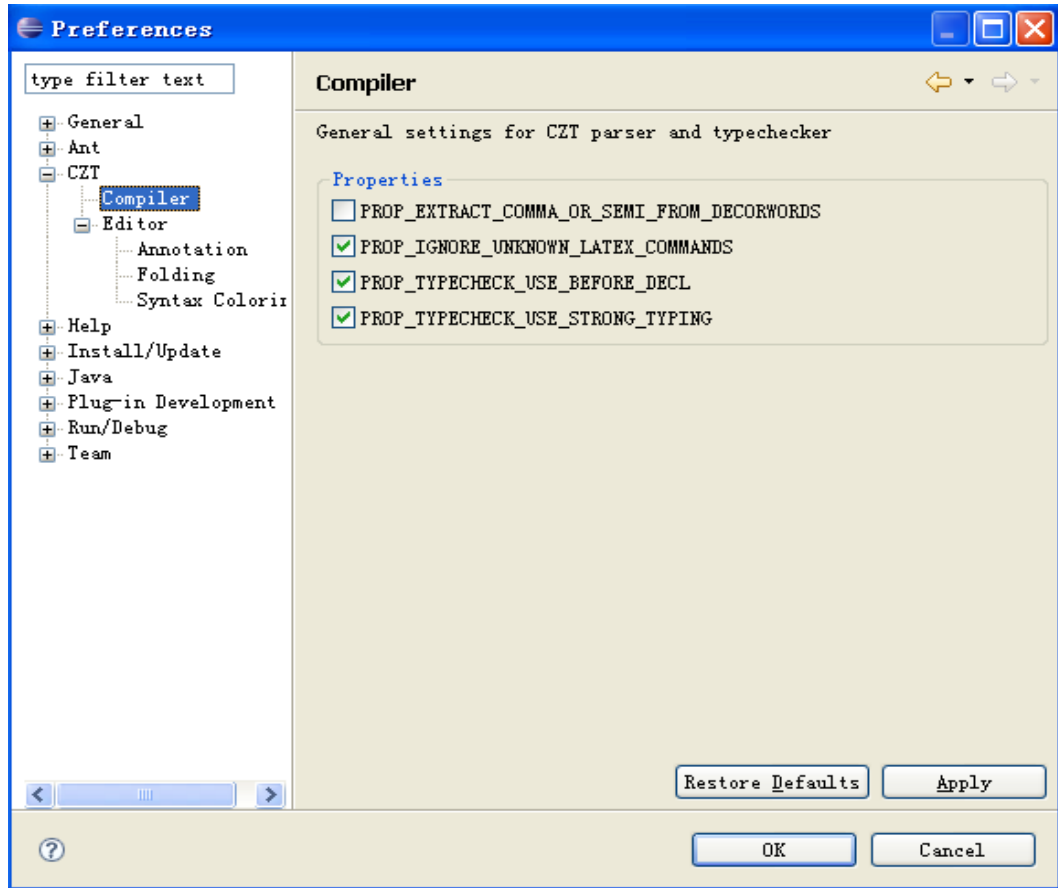 Preferences
type filter text
General
Ant
CZT
Compiler
Editor
Annotation
Folding
Syntax Colorin
Help
Install/Update
Java
Plug-in Development
Run/Debug
Team
Compiler
General settings for CZT parser and typechecker
Properties
PROP_EXTRACT_COMMA_OR_SEMI_FROM_DECORWORDS
PROP_IGNORE_UNKNOWN_LATEX_COMMANDS
PROP_TYPECHECK_USE_BEFORE_DECL
PROP_TYPECHECK_USE_STRONG_TYPING
Restore Defaults
Apply
?
OK
Cancel